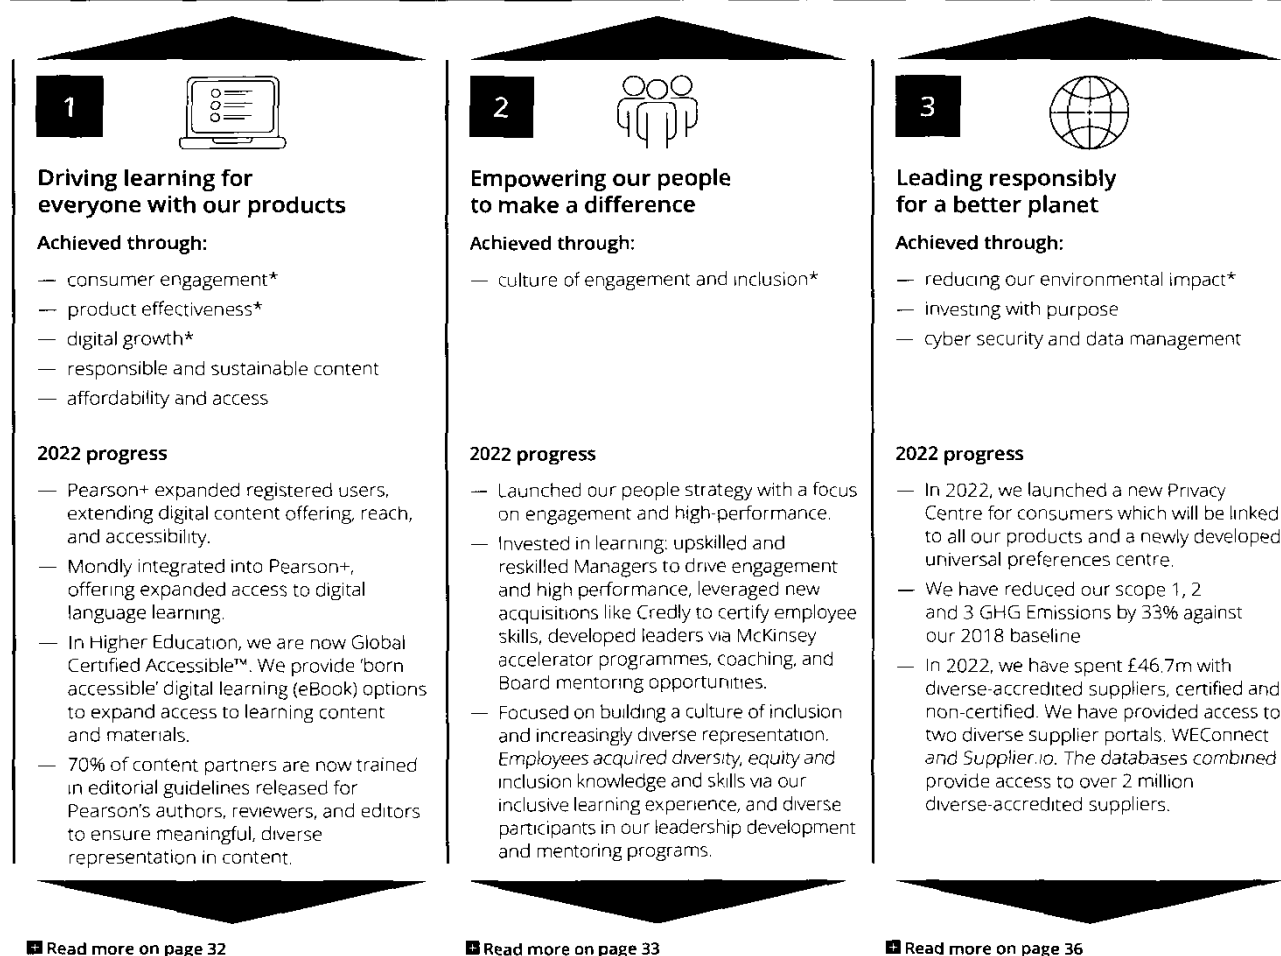 1
Driving learning for
everyone with our products
Achieved through:
— consumer engagement*
— product effectiveness*
— digital growth*
— responsible and sustainable content
— affordability and access
2022 progress
— Pearson+ expanded registered users,
extending digital content offering, reach,
and accessibility.
— Mondly integrated into Pearson+,
offering expanded access to digital
language learning.
— In Higher Education, we are now Global
Certified Accessible™. We provide 'born
accessible' digital learning (eBook) options
to expand access to learning content
and materials.
— 70% of content partners are now trained
in editorial guidelines released for
Pearson's authors, reviewers, and editors
to ensure meaningful, diverse
representation in content.
Read more on page 32
2
Empowering our people
to make a difference
Achieved through:
— culture of engagement and inclusion*
2022 progress
— Launched our people strategy with a focus
on engagement and high-performance.
— Invested in learning: upskilled and
reskilled Managers to drive engagement
and high performance, leveraged new
acquisitions like Credly to certify employee
skills, developed leaders via McKinsey
accelerator programmes, coaching, and
Board mentoring opportunities.
— Focused on building a culture of inclusion
and increasingly diverse representation.
Employees acquired diversity, equity and
inclusion knowledge and skills via our
inclusive learning experience, and diverse
participants in our leadership development
and mentoring programs.
Read more on page 33
3
Leading responsibly
for a better planet
Achieved through:
— reducing our environmental impact*
— investing with purpose
— cyber security and data management
2022 progress
— In 2022, we launched a new Privacy
Centre for consumers which will be linked
to all our products and a newly developed
universal preferences centre.
— We have reduced our scope 1, 2
and 3 GHG Emissions by 33% against
our 2018 baseline
— In 2022, we have spent £46.7m with
diverse-accredited suppliers, certified and
non-certified. We have provided access to
two diverse supplier portals. WEConnect
and Supplier.io. The databases combined
provide access to over 2 million
diverse-accredited suppliers.
Read more on page 36